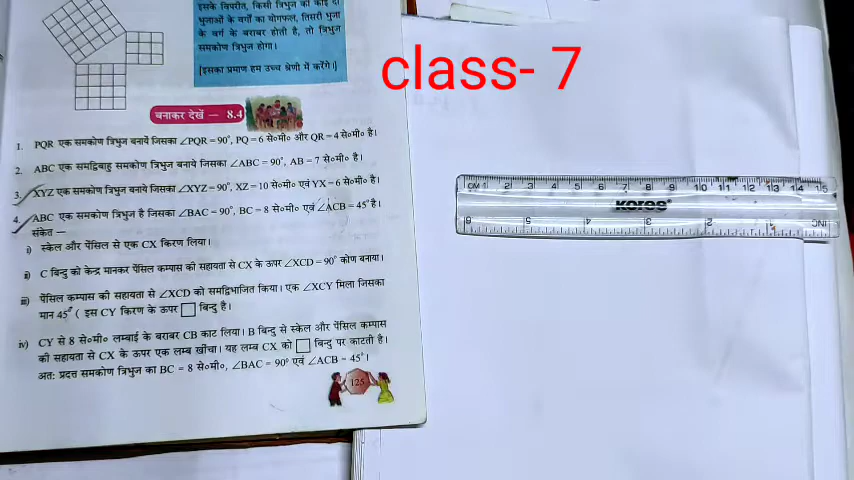 इसके विपरीत, किसी त्रिभुज की कोई दो
भुजाओं के वर्गों का योगफल, तिसरी भुजा
के वर्ग के बराबर होती है, तो त्रिभुज
समकोण त्रिभुज होगा।
[इसका प्रमाण हम उच्च श्रेणी में करेंगे।]
class- 7
बनाकर देखें — 8.4
1. PQR एक समकोण त्रिभुज बनायें जिसका ∠PQR = 90°, PQ = 6 से०मी० और QR = 4 से०मी० है।
2. ABC एक समद्विबाहु समकोण त्रिभुज बनाये जिसका ∠ABC = 90°, AB = 7 से०मी० है।
3. XYZ एक समकोण त्रिभुज बनाये जिसका ∠XYZ = 90°, XZ = 10 से०मी० एवं YX = 6 से०मी० है।
4. ABC एक समकोण त्रिभुज है जिसका ∠BAC = 90°, BC = 8 से०मी० एवं ∠ACB = 45° है।
संकेत —
i) स्केल और पेंसिल से एक CX किरण लिया।
ii) C बिन्दु को केन्द्र मानकर पेंसिल कम्पास की सहायता से CX के ऊपर ∠XCD = 90° कोण बनाया।
iii) पेंसिल कम्पास की सहायता से ∠XCD को समद्विभाजित किया। एक ∠XCY मिला जिसका
मान 45° ( इस CY किरण के ऊपर □ बिन्दु है।
iv) CY से 8 से०मी० लम्बाई के बराबर CB काट लिया। B बिन्दु से स्केल और पेंसिल कम्पास
की सहायता से CX के ऊपर एक लम्ब खींचा। यह लम्ब CX को □ बिन्दु पर काटती है।
अत: प्रदत्त समकोण त्रिभुज का BC = 8 से०मी०, ∠BAC = 90° एवं ∠ACB = 45°।
125
CM 1 2 3 4 5 6 7 8 9 10 11 12 13 14 15
Kores
6 5 4 3 2 1 INC